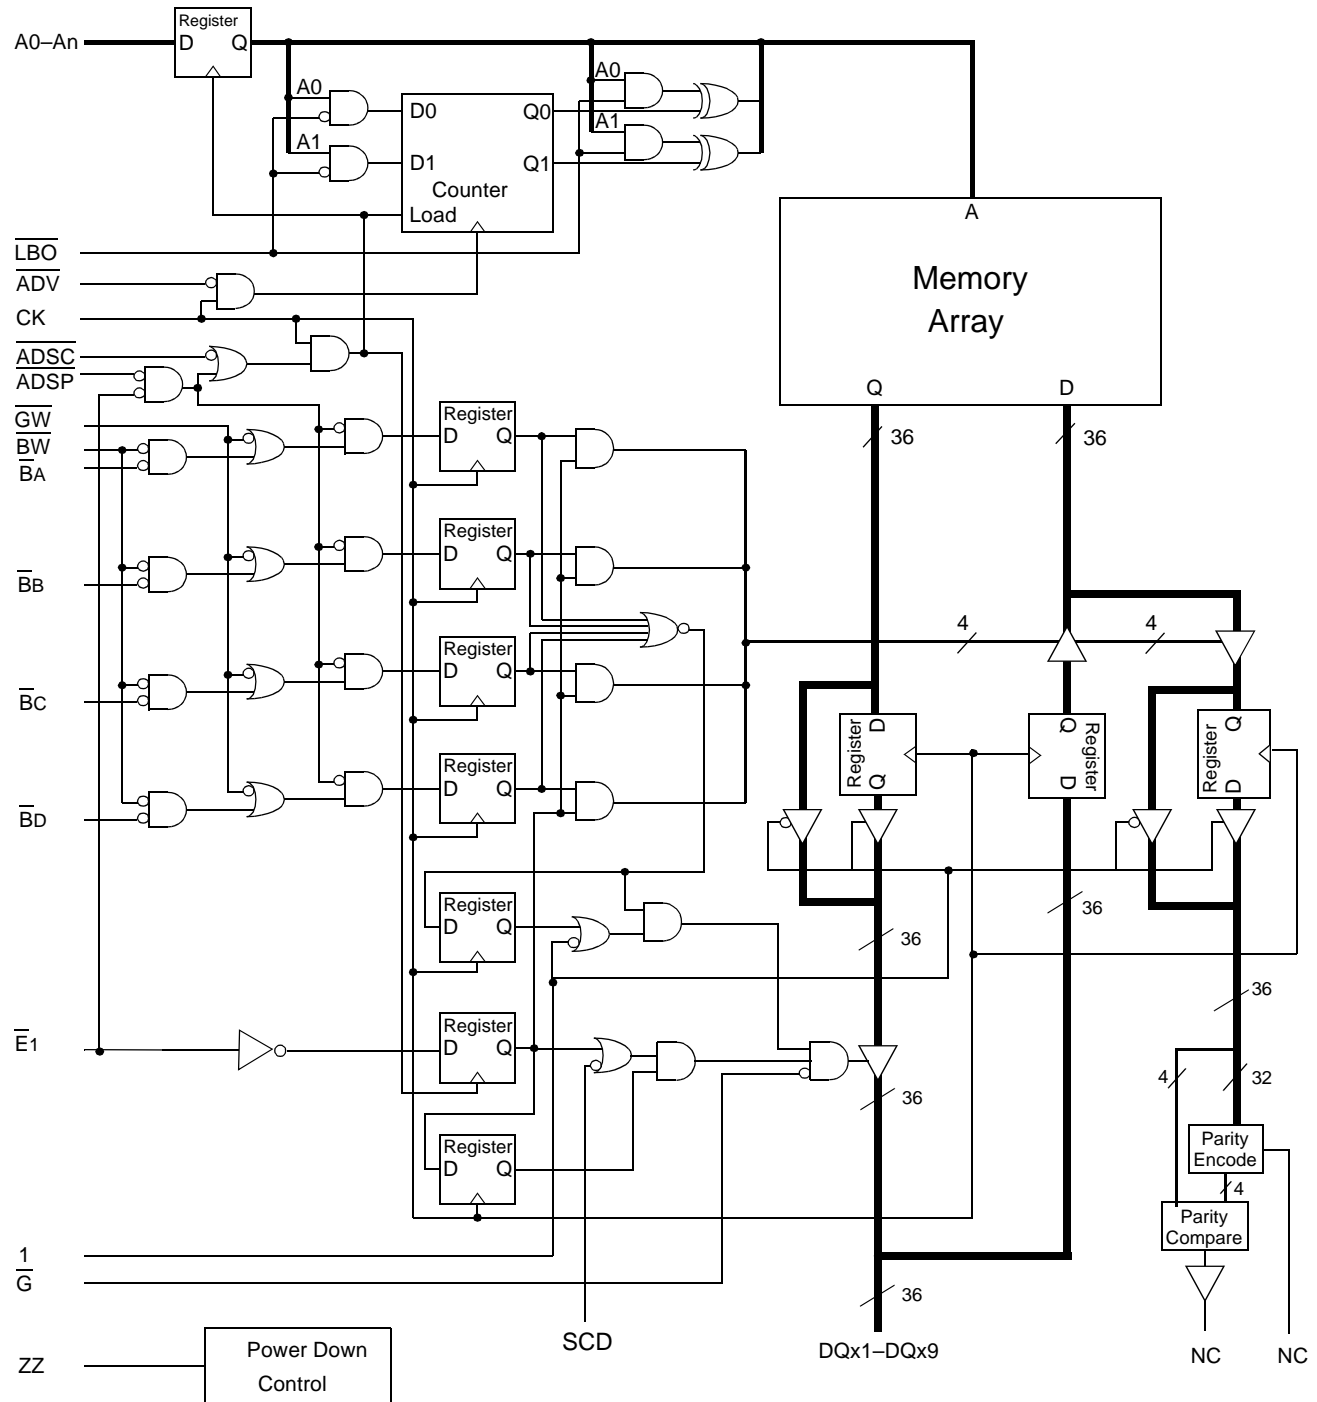 Register
A0–An
D Q
A0
A0
D0
Q0
A1
A1
D1
Q1
Counter
Load
A
LBO
ADV
Memory
Array
CK
ADSC
ADSP
Q
D
GW
BW
BA
Register
D Q
36
36
Register
D Q
BB
4
4
Register
D Q
BC
Register
D
Q
Register
Q
D
Register
Q
D
Register
D Q
BD
Register
D Q
36
36
36
Register
D Q
E1
4
32
36
Register
D Q
Parity
Encode
4
Parity
Compare
1
G
36
SCD
DQx1–DQx9
NC
NC
ZZ
Power Down
Control